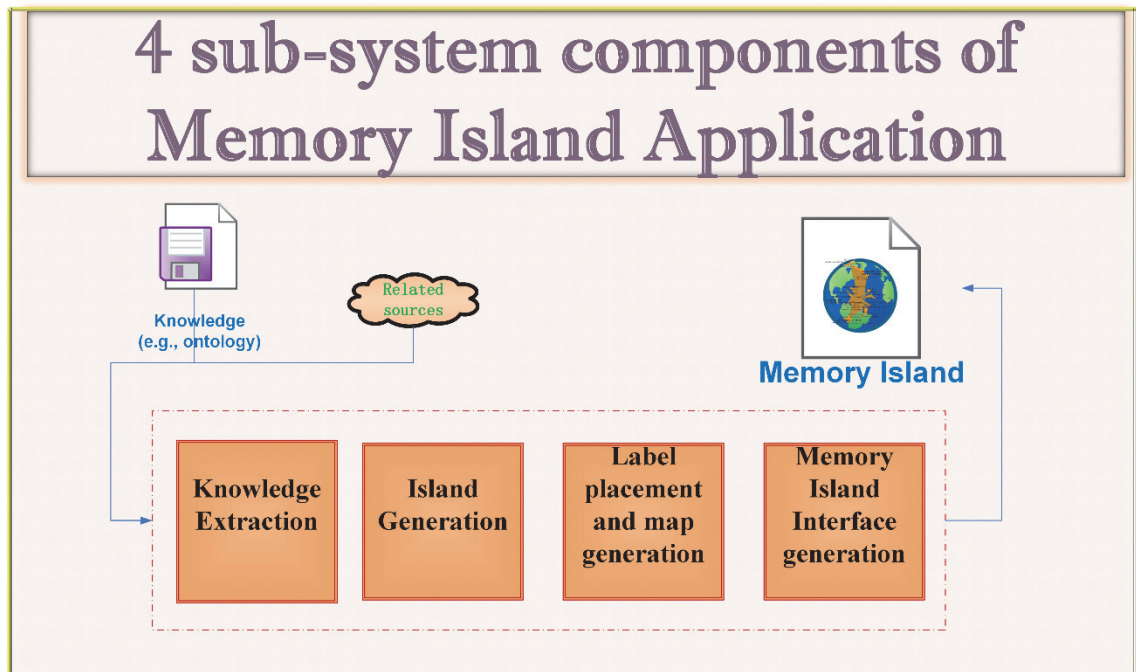 4 sub-system components of
Memory Island Application
Knowledge
(e.g., ontology)
Related
sources
Memory Island
Knowledge
Extraction
Island
Generation
Label
placement
and map
generation
Memory
Island
Interface
generation